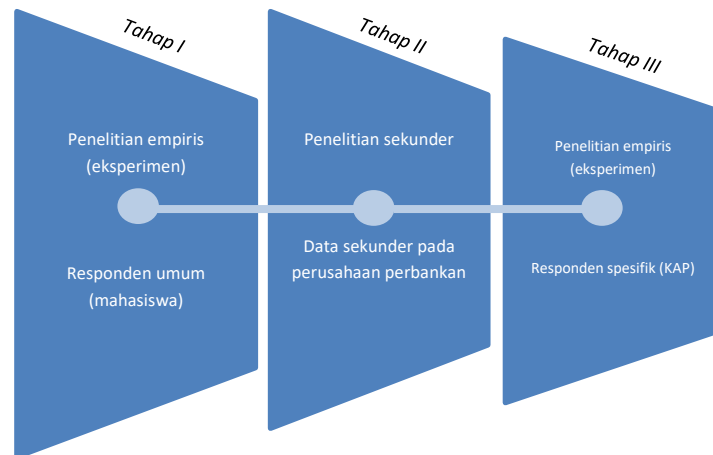 Tahap I
Penelitian empiris
(eksperimen)
Responden umum
(mahasiswa)
Tahap II
Penelitian sekunder
Data sekunder pada
perusahaan perbankan
Tahap III
Penelitian empiris
(eksperimen)
Responden spesifik (KAP)